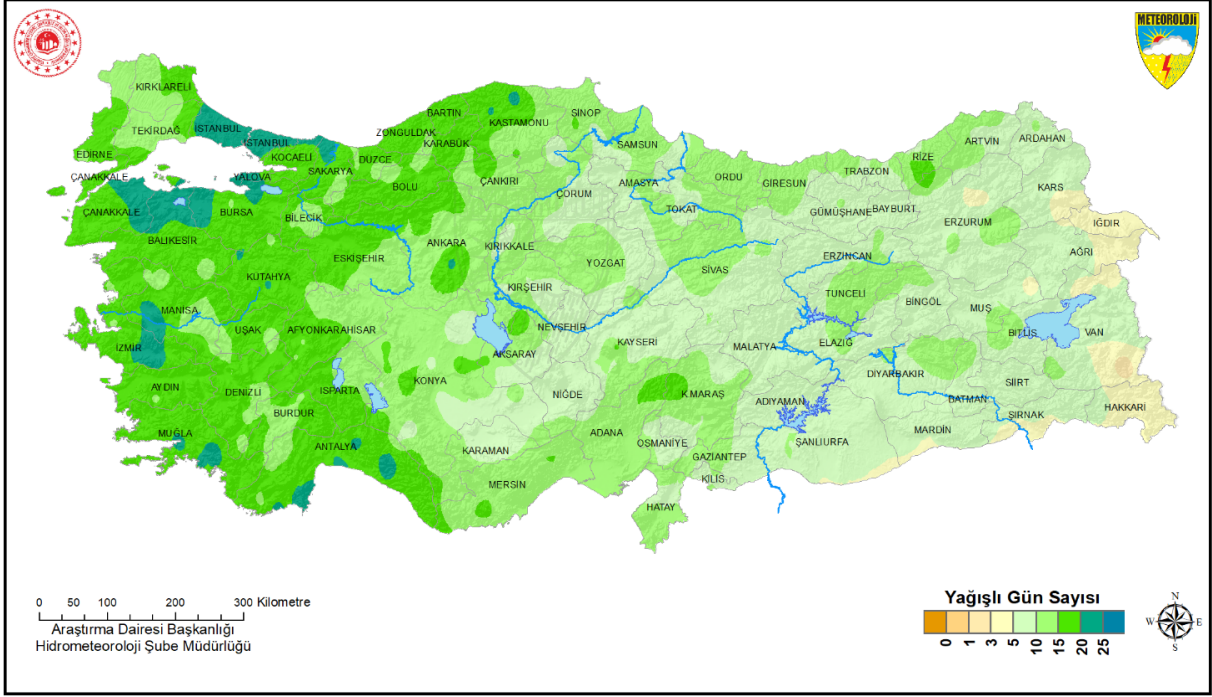 METEOROLOJİ
KIRKLARELİ
TEKİRDAĞ
EDİRNE
İSTANBUL
İSTANBUL
KOCAELİ
YALOVA
SAKARYA
DÜZCE
ZONGULDAK
BARTIN
KARABÜK
KASTAMONU
SİNOP
SAMSUN
ÇANAKKALE
ÇANAKKALE
BURSA
BİLECİK
BOLU
ÇANKIRI
ÇORUM
AMASYA
TOKAT
ORDU
GİRESUN
TRABZON
RİZE
ARTVİN
ARDAHAN
KARS
IĞDIR
AĞRI
GÜMÜŞHANE
BAYBURT
ERZURUM
ERZİNCAN
BALIKESİR
KUTAHYA
ESKİŞEHİR
ANKARA
KIRIKKALE
YOZGAT
SİVAS
KIRŞEHİR
NEVŞEHİR
TUNCELİ
BİNGÖL
MUŞ
BİTLİS
VAN
MANİSA
UŞAK
AFYONKARAHİSAR
İZMİR
AKSARAY
KAYSERİ
MALATYA
ELAZIĞ
DİYARBAKIR
SİİRT
BATMAN
ŞIRNAK
HAKKARİ
AYDIN
DENİZLİ
ISPARTA
BURDUR
KONYA
NİĞDE
K.MARAŞ
ADIYAMAN
MARDİN
ŞANLIURFA
MUĞLA
ANTALYA
KARAMAN
MERSİN
ADANA
OSMANİYE
GAZİANTEP
KİLİS
HATAY
0 50 100 200 300 Kilometre
Araştırma Dairesi Başkanlığı
Hidrometeoroloji Şube Müdürlüğü
Yağışlı Gün Sayısı
0 1 3 5 10 15 20 25
N
W E
S